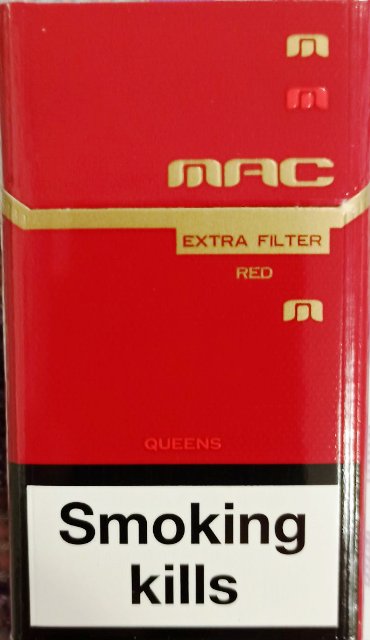 M
M
MAC
EXTRA FILTER
RED
M
QUEENS
Smoking
kills